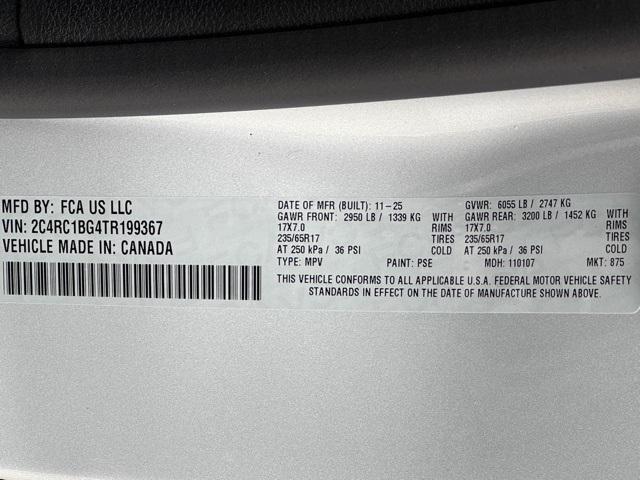 MFD BY: FCA US LLC
VIN: 2C4RC1BG4TR199367
VEHICLE MADE IN: CANADA
DATE OF MFR (BUILT): 11-25 GVWR: 6055 LB / 2747 KG
GAWR FRONT: 2950 LB / 1339 KG WITH GAWR REAR: 3200 LB / 1452 KG WITH
17X7.0 RIMS 17X7.0 RIMS
235/65R17 TIRES 235/65R17 TIRES
AT 250 kPa / 36 PSI COLD AT 250 kPa / 36 PSI COLD
TYPE: MPV PAINT: PSE MDH: 110107 MKT: 875
THIS VEHICLE CONFORMS TO ALL APPLICABLE U.S.A. FEDERAL MOTOR VEHICLE SAFETY
STANDARDS IN EFFECT ON THE DATE OF MANUFACTURE SHOWN ABOVE.